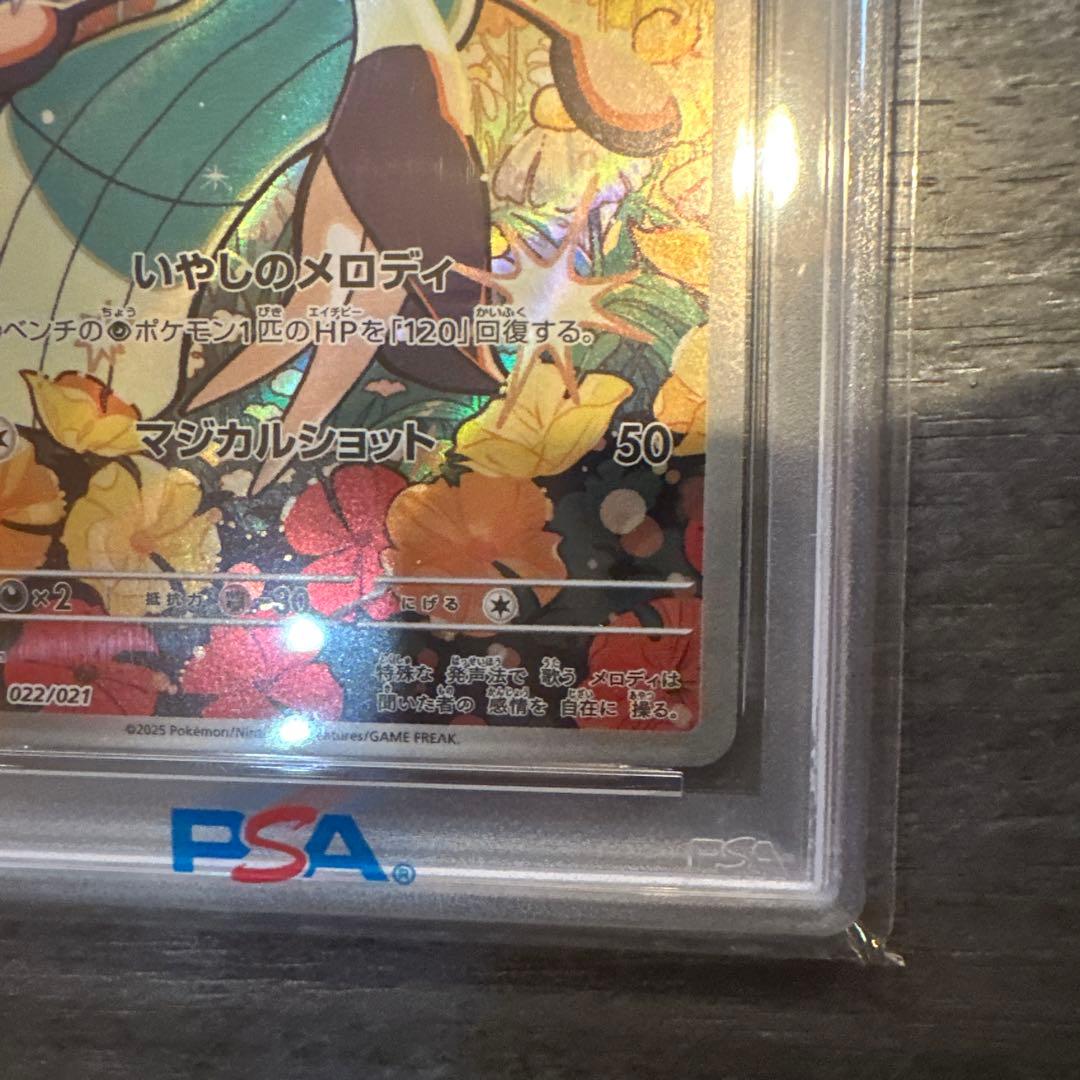 いやしのメロディ
ベンチのポケモン1匹のHPを「120」回復する。
マジカルショット 50
×2 抵抗力 -30 にげる
特殊な 発声法で 歌う メロディは
022/021 聞いた者の 感情を 自在に 操る。
©2025 Pokémon/Nin atures/GAME FREAK.
PSA® PSA